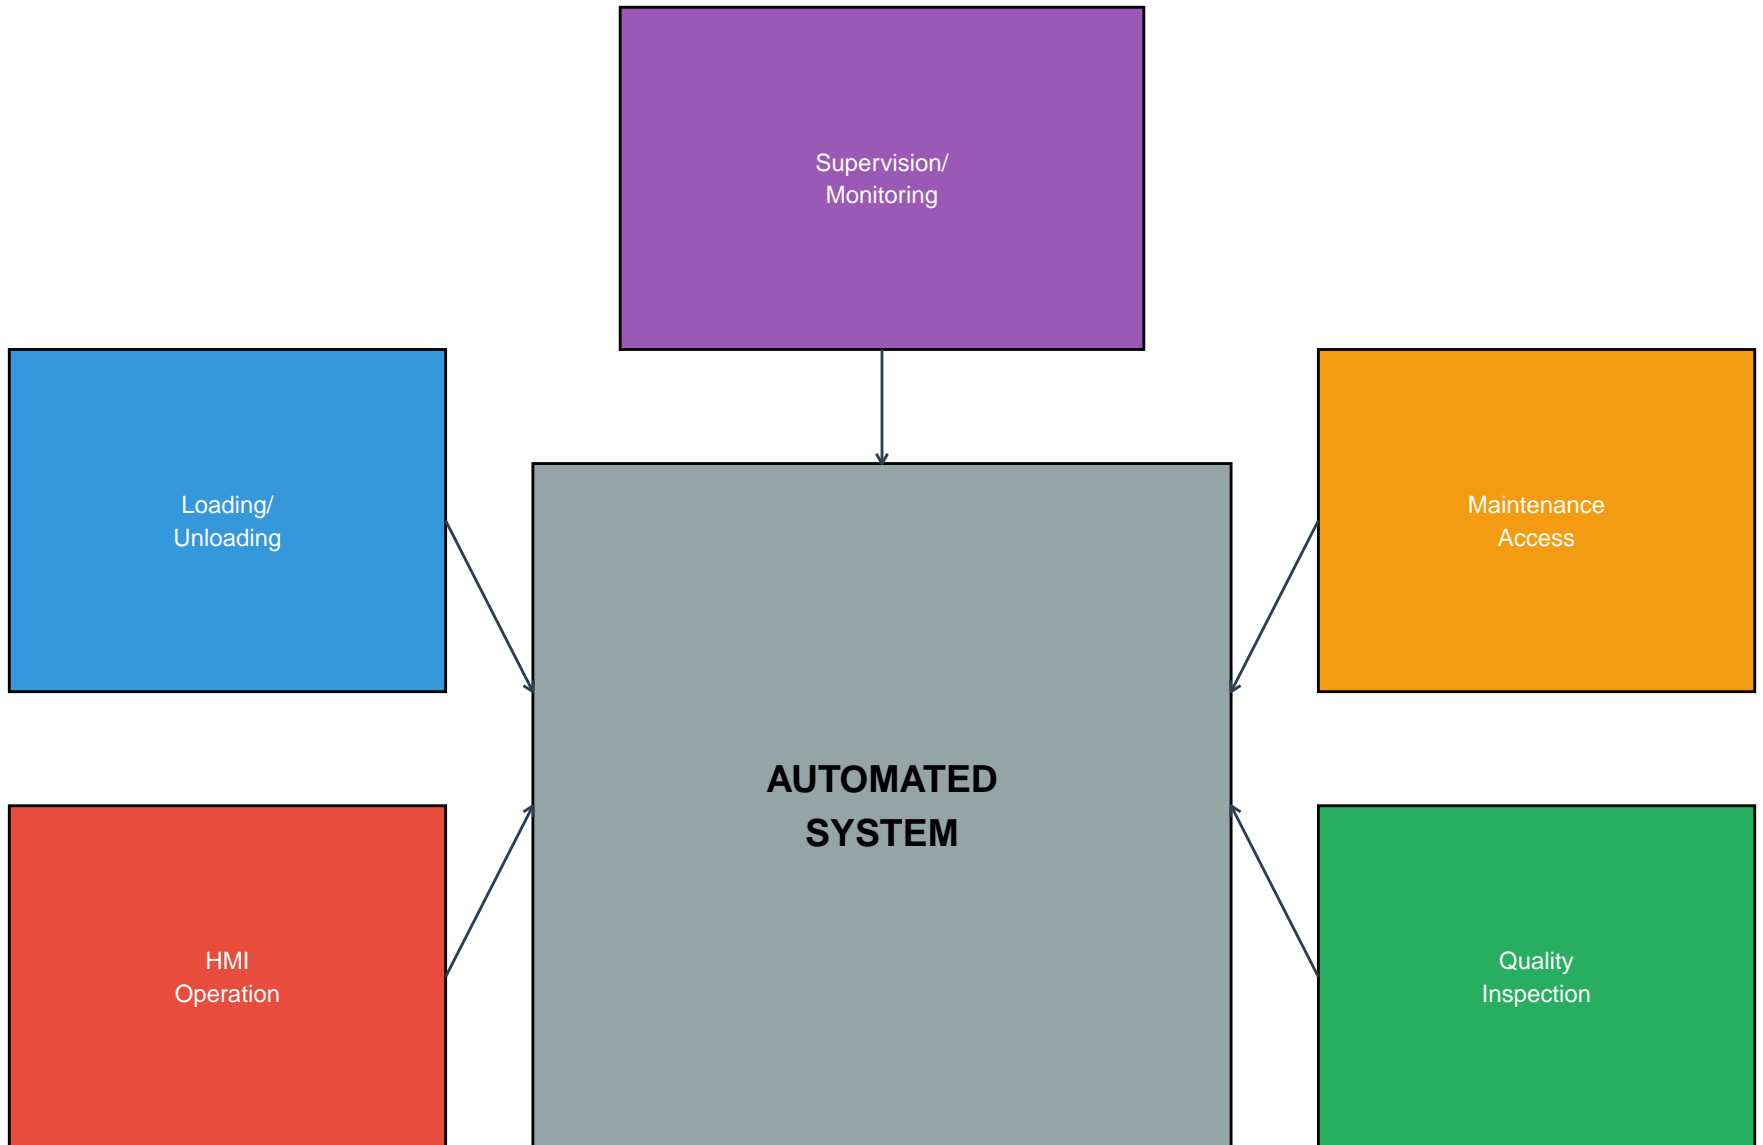 Supervision/
Monitoring
Loading/
Unloading
Maintenance
Access
AUTOMATED
SYSTEM
HMI
Operation
Quality
Inspection